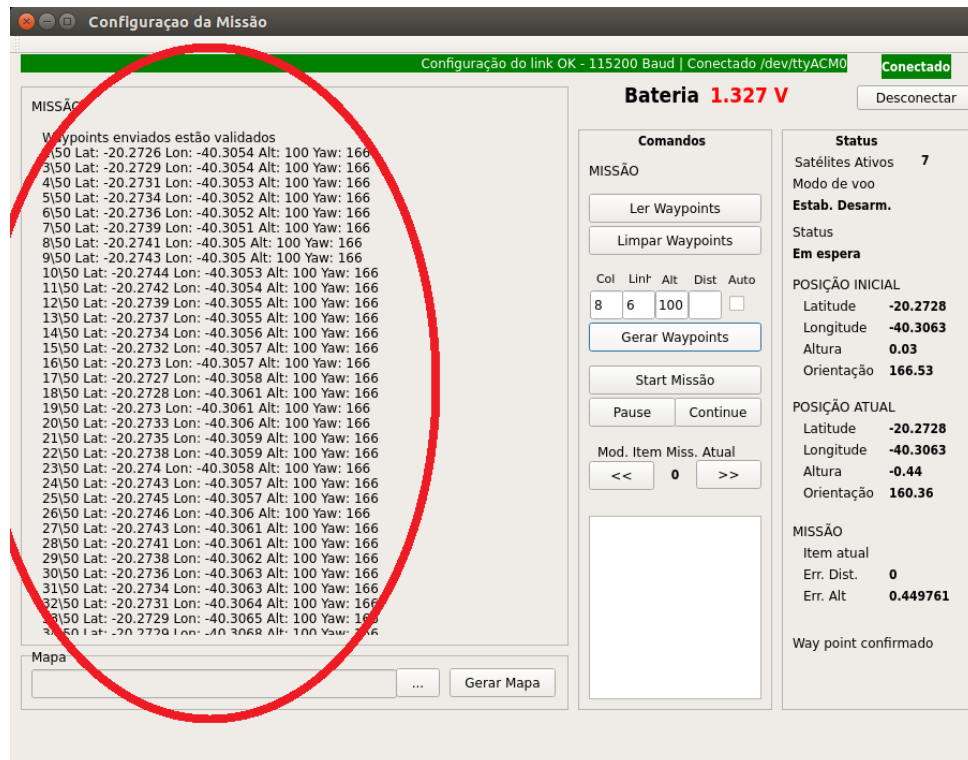 Configuraçao da Missão
Configuração do link OK - 115200 Baud | Conectado /dev/ttyACM0
Conectado
Bateria 1.327 V
Desconectar
MISSÃO
Waypoints enviados estão validados
2\50 Lat: -20.2726 Lon: -40.3054 Alt: 100 Yaw: 166
3\50 Lat: -20.2729 Lon: -40.3054 Alt: 100 Yaw: 166
4\50 Lat: -20.2731 Lon: -40.3053 Alt: 100 Yaw: 166
5\50 Lat: -20.2734 Lon: -40.3052 Alt: 100 Yaw: 166
6\50 Lat: -20.2736 Lon: -40.3052 Alt: 100 Yaw: 166
7\50 Lat: -20.2739 Lon: -40.3051 Alt: 100 Yaw: 166
8\50 Lat: -20.2741 Lon: -40.305 Alt: 100 Yaw: 166
9\50 Lat: -20.2743 Lon: -40.305 Alt: 100 Yaw: 166
10\50 Lat: -20.2744 Lon: -40.3053 Alt: 100 Yaw: 166
11\50 Lat: -20.2742 Lon: -40.3054 Alt: 100 Yaw: 166
12\50 Lat: -20.2739 Lon: -40.3055 Alt: 100 Yaw: 166
13\50 Lat: -20.2737 Lon: -40.3055 Alt: 100 Yaw: 166
14\50 Lat: -20.2734 Lon: -40.3056 Alt: 100 Yaw: 166
15\50 Lat: -20.2732 Lon: -40.3057 Alt: 100 Yaw: 166
16\50 Lat: -20.273 Lon: -40.3057 Alt: 100 Yaw: 166
17\50 Lat: -20.2727 Lon: -40.3058 Alt: 100 Yaw: 166
18\50 Lat: -20.2728 Lon: -40.3061 Alt: 100 Yaw: 166
19\50 Lat: -20.273 Lon: -40.3061 Alt: 100 Yaw: 166
20\50 Lat: -20.2733 Lon: -40.306 Alt: 100 Yaw: 166
21\50 Lat: -20.2735 Lon: -40.3059 Alt: 100 Yaw: 166
22\50 Lat: -20.2738 Lon: -40.3059 Alt: 100 Yaw: 166
23\50 Lat: -20.274 Lon: -40.3058 Alt: 100 Yaw: 166
24\50 Lat: -20.2743 Lon: -40.3057 Alt: 100 Yaw: 166
25\50 Lat: -20.2745 Lon: -40.3057 Alt: 100 Yaw: 166
26\50 Lat: -20.2746 Lon: -40.306 Alt: 100 Yaw: 166
27\50 Lat: -20.2743 Lon: -40.3061 Alt: 100 Yaw: 166
28\50 Lat: -20.2741 Lon: -40.3061 Alt: 100 Yaw: 166
29\50 Lat: -20.2738 Lon: -40.3062 Alt: 100 Yaw: 166
30\50 Lat: -20.2736 Lon: -40.3063 Alt: 100 Yaw: 166
31\50 Lat: -20.2734 Lon: -40.3063 Alt: 100 Yaw: 166
32\50 Lat: -20.2731 Lon: -40.3064 Alt: 100 Yaw: 166
33\50 Lat: -20.2729 Lon: -40.3065 Alt: 100 Yaw: 166
Lat: -20.2729 Lon: -40.3068 Alt: 100 Yaw:
Mapa
...
Gerar Mapa
Comandos
MISSÃO
Ler Waypoints
Limpar Waypoints
Col Linh Alt Dist Auto
8 6 100
Gerar Waypoints
Start Missão
Pause Continue
Mod. Item Miss. Atual
<< 0 >>
Status
Satélites Ativos 7
Modo de voo
Estab. Desarm.
Status
Em espera
POSIÇÃO INICIAL
Latitude -20.2728
Longitude -40.3063
Altura 0.03
Orientação 166.53
POSIÇÃO ATUAL
Latitude -20.2728
Longitude -40.3063
Altura -0.44
Orientação 160.36
MISSÃO
Item atual
Err. Dist. 0
Err. Alt 0.449761
Way point confirmado